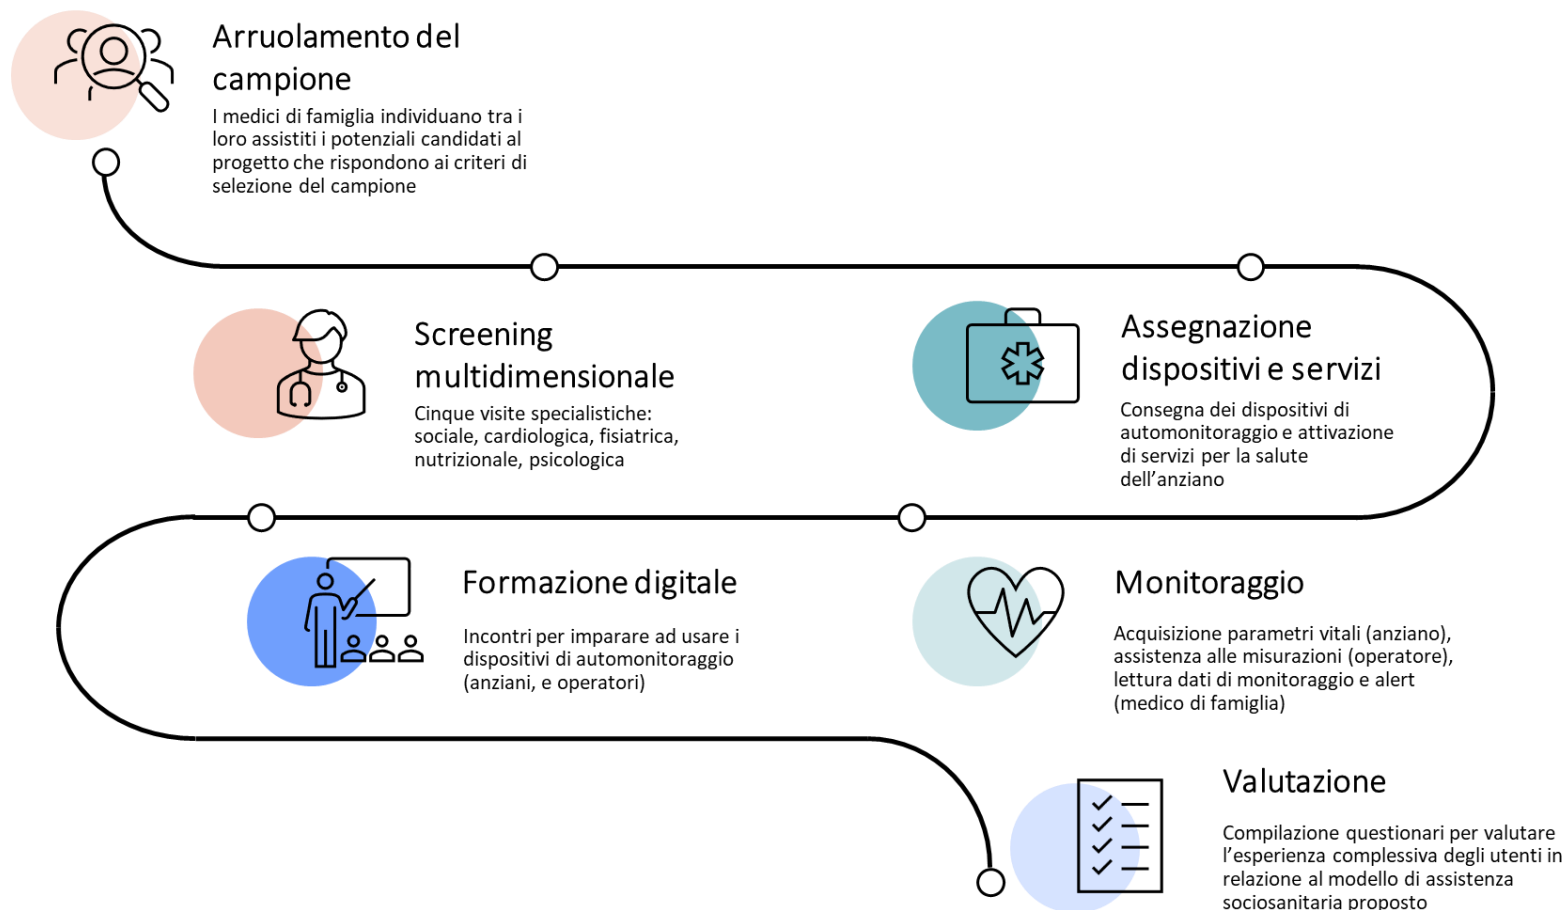 Arruolamento del
campione
I medici di famiglia individuano tra i
loro assistiti i potenziali candidati al
progetto che rispondono ai criteri di
selezione del campione
Screening
multidimensionale
Cinque visite specialistiche:
sociale, cardiologica, fisiatrica,
nutrizionale, psicologica
Assegnazione
dispositivi e servizi
Consegna dei dispositivi di
automonitoraggio e attivazione
di servizi per la salute
dell’anziano
Formazione digitale
Incontri per imparare ad usare i
dispositivi di automonitoraggio
(anziani, e operatori)
Monitoraggio
Acquisizione parametri vitali (anziano),
assistenza alle misurazioni (operatore),
lettura dati di monitoraggio e alert
(medico di famiglia)
Valutazione
Compilazione questionari per valutare
l’esperienza complessiva degli utenti in
relazione al modello di assistenza
sociosanitaria proposto